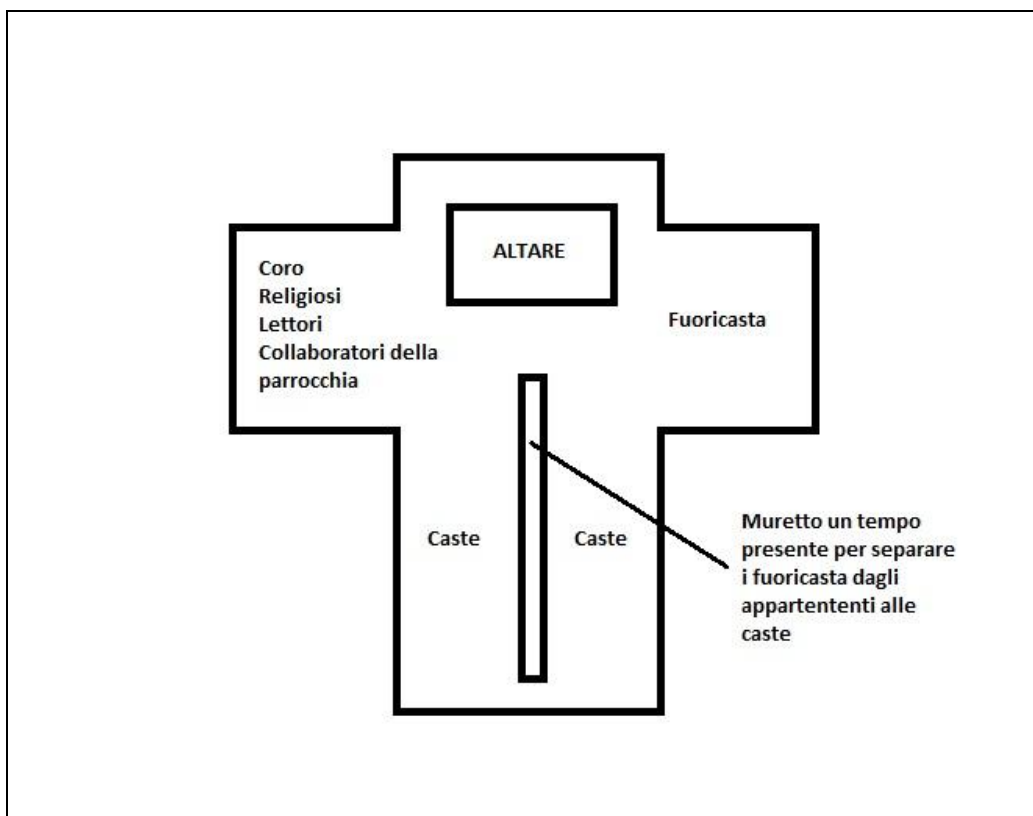 ALTARE
Coro
Religiosi
Lettori
Collaboratori della
parrocchia
Fuoricasta
Caste
Caste
Muretto un tempo
presente per separare
i fuoricasta dagli
appartententi alle
caste